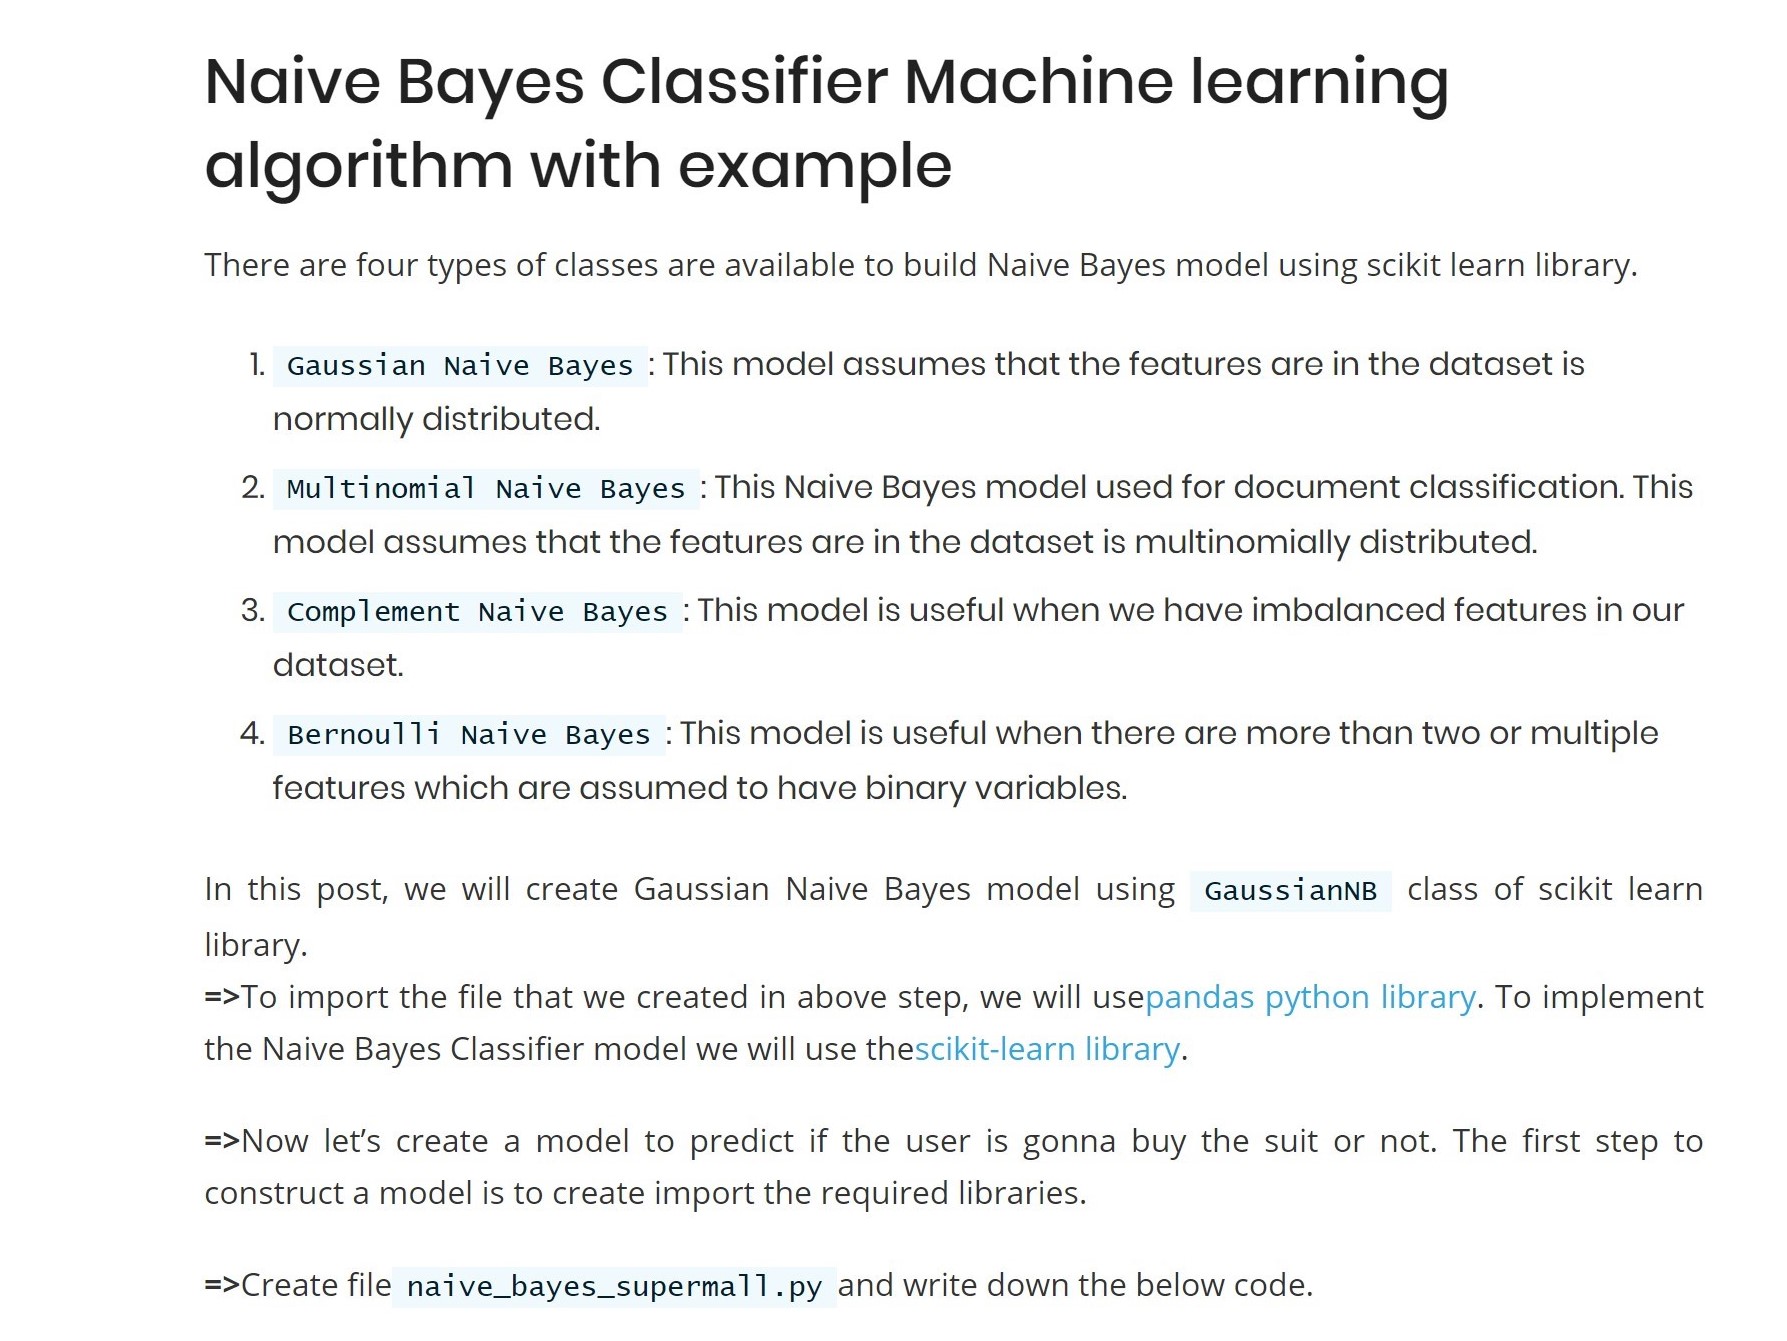 Naive Bayes Classifier Machine learning
algorithm with example
There are four types of classes are available to build Naive Bayes model using scikit learn library.
1. Gaussian Naive Bayes : This model assumes that the features are in the dataset is
normally distributed.
2. Multinomial Naive Bayes : This Naive Bayes model used for document classification. This
model assumes that the features are in the dataset is multinomially distributed.
3. Complement Naive Bayes : This model is useful when we have imbalanced features in our
dataset.
4. Bernoulli Naive Bayes : This model is useful when there are more than two or multiple
features which are assumed to have binary variables.
In this post, we will create Gaussian Naive Bayes model using GaussianNB class of scikit learn
library.
=>To import the file that we created in above step, we will usepandas python library. To implement
the Naive Bayes Classifier model we will use thescikit-learn library.
=>Now let’s create a model to predict if the user is gonna buy the suit or not. The first step to
construct a model is to create import the required libraries.
=>Create file naive_bayes_supermall.py and write down the below code.